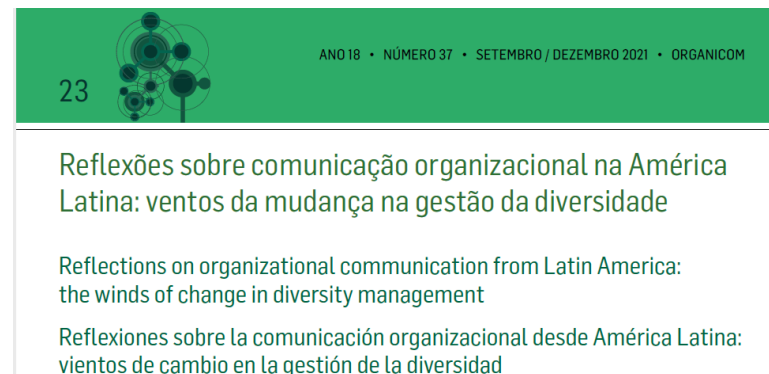 ANO 18 • NÚMERO 37 • SETEMBRO / DEZEMBRO 2021 • ORGANICOM
23
Reflexões sobre comunicação organizacional na América
Latina: ventos da mudança na gestão da diversidade
Reflections on organizational communication from Latin America:
the winds of change in diversity management
Reflexiones sobre la comunicación organizacional desde América Latina:
vientos de cambio en la gestión de la diversidad